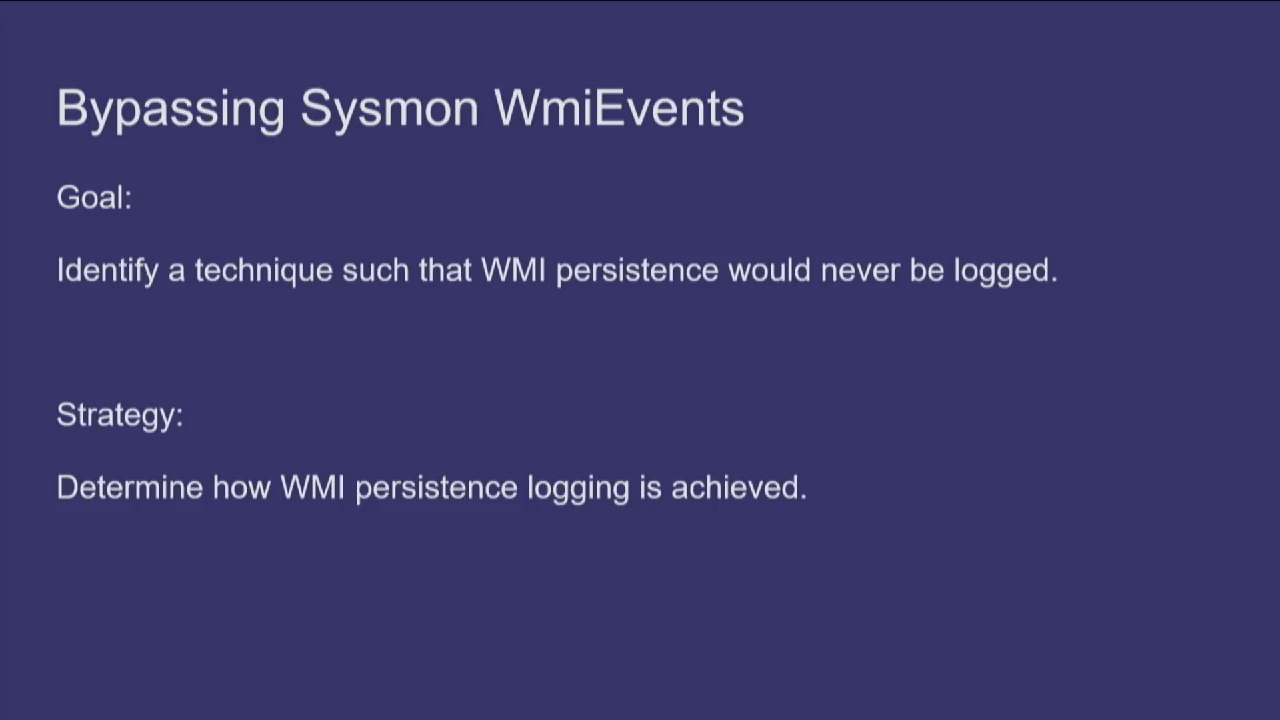 Bypassing Sysmon WmiEvents
Goal:
Identify a technique such that WMI persistence would never be logged.
Strategy:
Determine how WMI persistence logging is achieved.